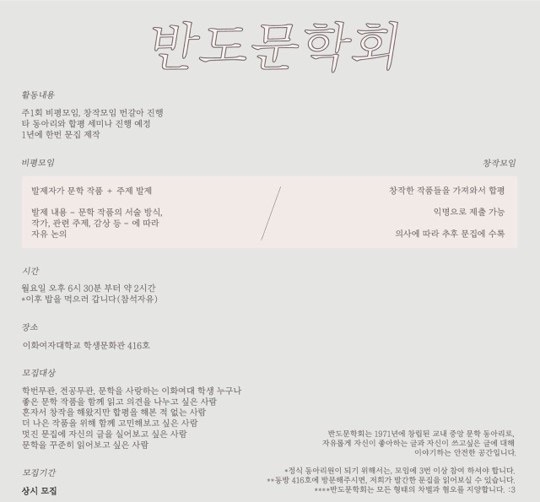 반도문학회
활동내용
주1회 비평모임, 창작모임 번갈아 진행
타 동아리와 합평 세미나 진행 예정
1년에 한번 문집 제작
비평모임
창작모임
발제자가 문학 작품 + 주제 발제
발제 내용 - 문학 작품의 서술 방식,
작가, 관련 주제, 감상 등 - 에 따라
자유 논의
/
창작한 작품들을 가져와서 합평
익명으로 제출 가능
의사에 따라 추후 문집에 수록
시간
월요일 오후 6시 30분 부터 약 2시간
*이후 밥을 먹으러 갑니다(참석자유)
장소
이화여자대학교 학생문화관 416호
모집대상
학번무관, 전공무관, 문학을 사랑하는 이화여대 학생 누구나
좋은 문학 작품을 함께 읽고 의견을 나누고 싶은 사람
혼자서 창작을 해왔지만 합평을 해본 적 없는 사람
더 나은 작품을 위해 함께 고민해보고 싶은 사람
멋진 문집에 자신의 글을 실어보고 싶은 사람
문학을 꾸준히 읽어보고 싶은 사람
반도문학회는 1971년에 창립된 교내 중앙 문학 동아리로,
자유롭게 자신이 좋아하는 글과 자신이 쓰고싶은 글에 대해
이야기하는 안전한 공간입니다.
모집기간
상시 모집
*정식 동아리원이 되기 위해서는, 모임에 3번 이상 참여 하셔야 합니다.
**동방 416호에 방문해주시면, 저희가 발간한 문집을 읽어보실 수 있습니다.
****반도문학회는 모든 형태의 차별과 혐오를 지양합니다. :3